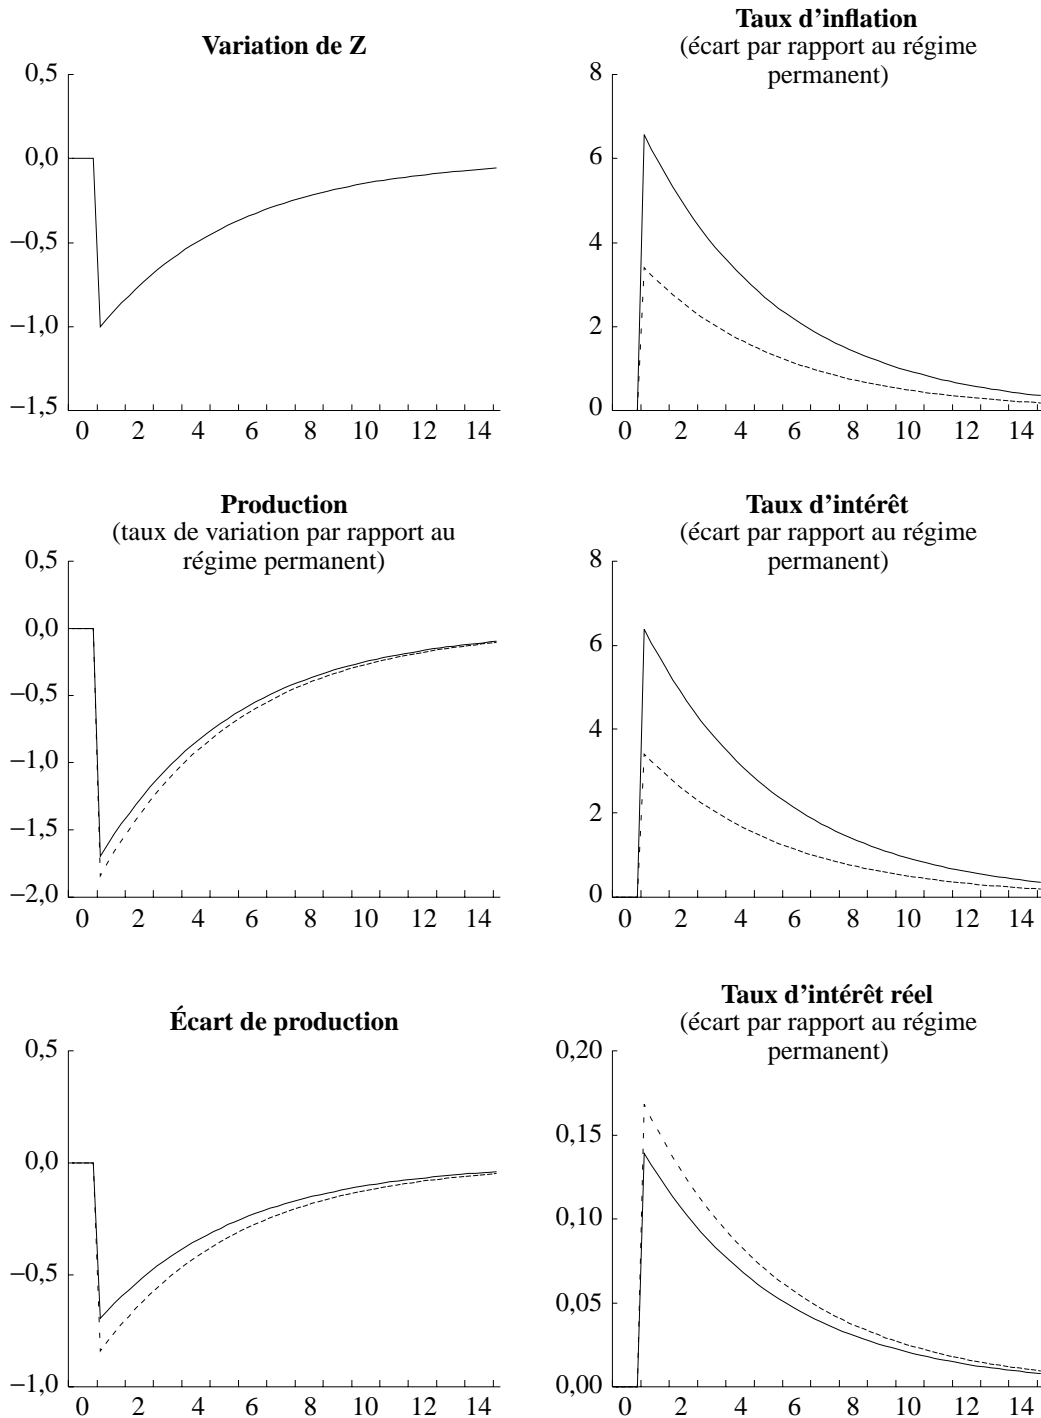 Variation de Z
0,5
0,0
−0,5
−1,0
−1,5
0 2 4 6 8 10 12 14
Taux d’inflation
(écart par rapport au régime
permanent)
8
6
4
2
0
0 2 4 6 8 10 12 14
Production
(taux de variation par rapport au
régime permanent)
0,5
0,0
−0,5
−1,0
−1,5
−2,0
0 2 4 6 8 10 12 14
Taux d’intérêt
(écart par rapport au régime
permanent)
8
6
4
2
0
0 2 4 6 8 10 12 14
Écart de production
0,5
0,0
−0,5
−1,0
0 2 4 6 8 10 12 14
Taux d’intérêt réel
(écart par rapport au régime
permanent)
0,20
0,15
0,10
0,05
0,00
0 2 4 6 8 10 12 14